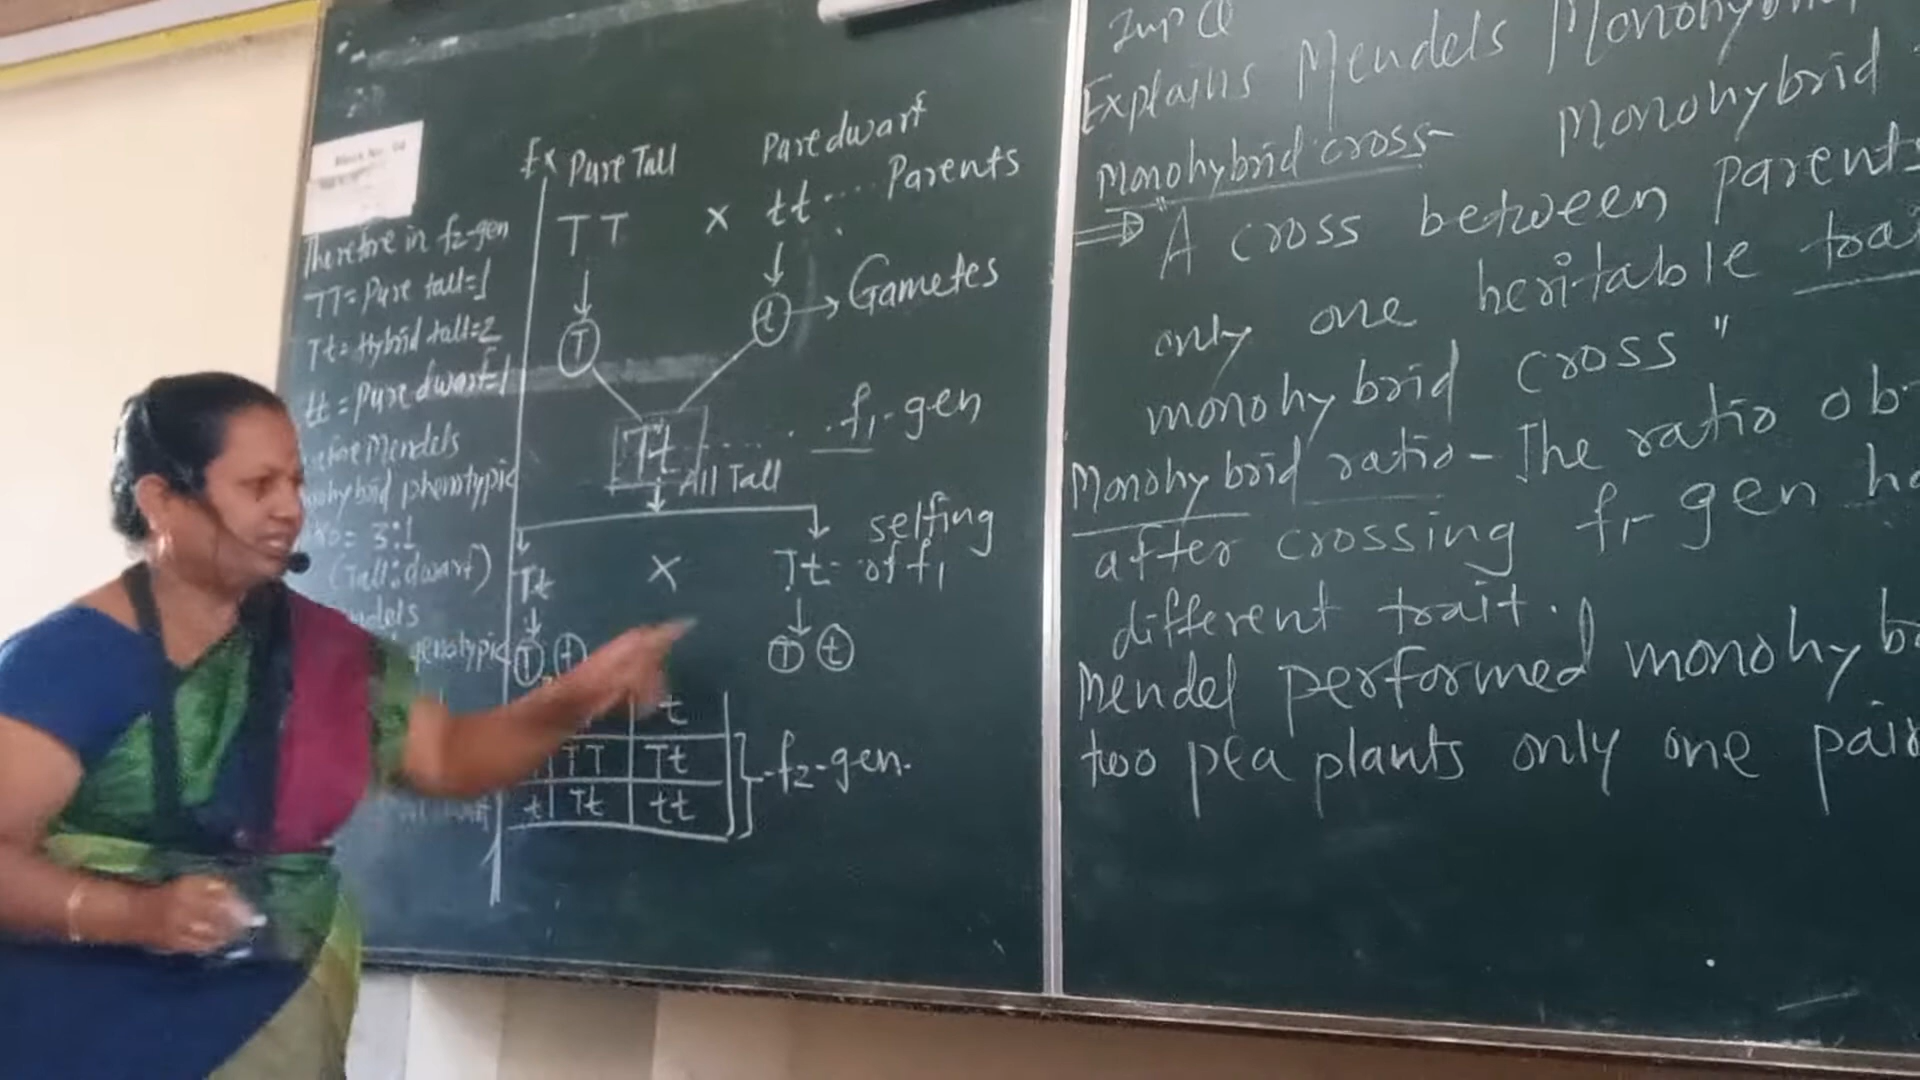 Therefore in f2-gen
TT = Pure tall=1
Tt = Hybrid tall=2
tt = Pure dwarf=1
Mendels
phenotypic
= 3:1
(Tall:dwarf)
genotypic
Ex Pure Tall
Pure dwarf
TT × tt .... Parents
T t → Gametes
Tt ...... f1-gen
All Tall
selfing
Tt × Tt- of f1
T t T t
t
TT Tt
t Tt tt
f2-gen.
Imp Q
Explains Mendels
Monohybrid cross- Monohybrid
⇒ "A cross between parents
only one heritable
monohybrid cross"
Monohybrid ratio - The ratio
after crossing f1- gen
different trait.
Mendel performed
two pea plants only one